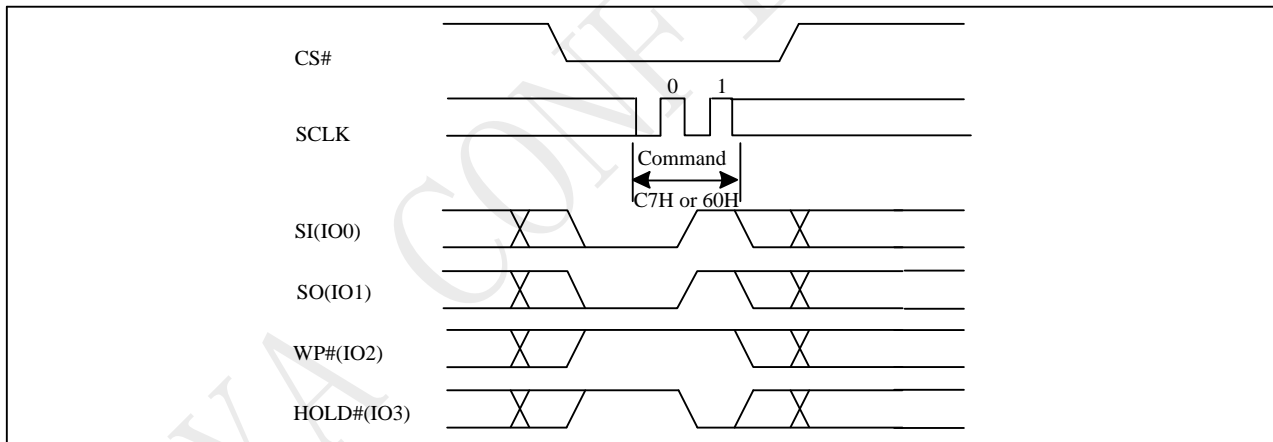 CS#
0 1
SCLK
Command
C7H or 60H
SI(IO0)
SO(IO1)
WP#(IO2)
HOLD#(IO3)